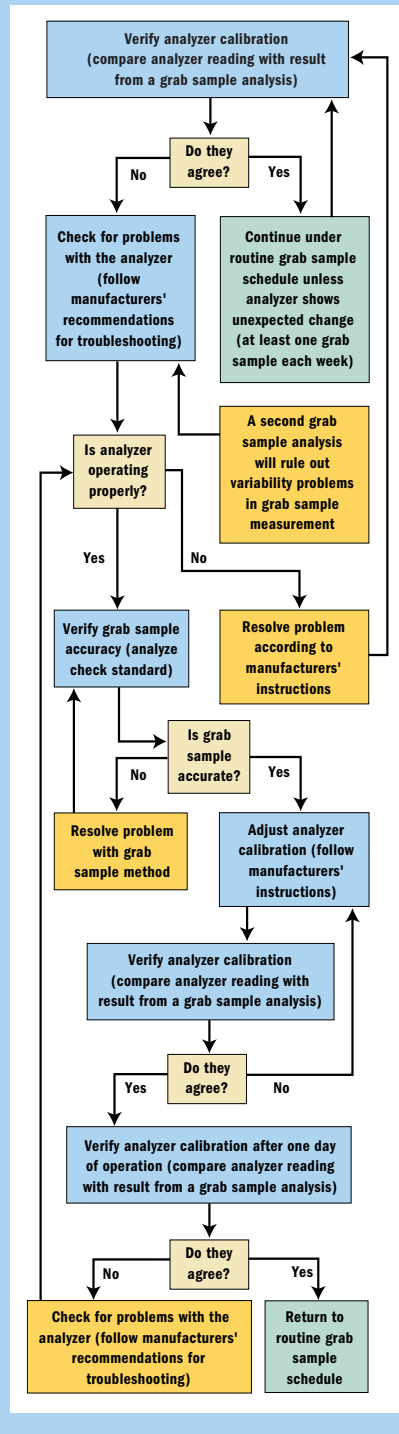 Verify analyzer calibration
(compare analyzer reading with result
from a grab sample analysis)
Do they
agree?
No
Yes
Check for problems
with the analyzer
(follow
manufacturers'
recommendations
for troubleshooting)
Continue under
routine grab sample
schedule unless
analyzer shows
unexpected change
(at least one grab
sample each week)
A second grab
sample analysis
will rule out
variability problems
in grab sample
measurement
Is analyzer
operating
properly?
Yes
No
Verify grab sample
accuracy (analyze
check standard)
Resolve problem
according to
manufacturers'
instructions
Is grab
sample
accurate?
No
Yes
Resolve problem
with grab
sample method
Adjust analyzer
calibration (follow
manufacturers'
instructions)
Verify analyzer calibration
(compare analyzer reading with
result from a grab sample analysis)
Do they
agree?
Yes
No
Verify analyzer calibration after one day
of operation (compare analyzer reading
with result from a grab sample analysis)
Do they
agree?
No
Yes
Check for problems with the
analyzer (follow manufacturers'
recommendations for
troubleshooting)
Return to
routine grab
sample
schedule